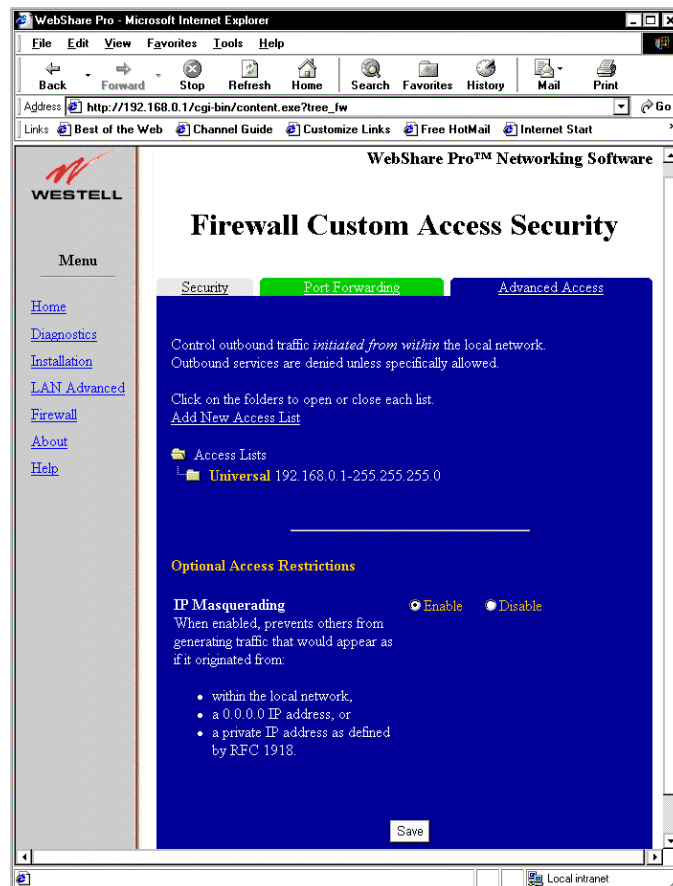 WebShare Pro - Microsoft Internet Explorer
File Edit View Favorites Tools Help
Back Forward Stop Refresh Home Search Favorites History Mail Print
Address http://192.168.0.1/cgi-bin/content.exe?tree_fw Go
Links Best of the Web Channel Guide Customize Links Free HotMail Internet Start
WebShare Pro™ Networking Software
WESTELL
Firewall Custom Access Security
Menu
Home
Diagnostics
Installation
LAN Advanced
Firewall
About
Help
Security Port Forwarding Advanced Access
Control outbound traffic initiated from within the local network.
Outbound services are denied unless specifically allowed.
Click on the folders to open or close each list.
Add New Access List
Access Lists
Universal 192.168.0.1-255.255.255.0
Optional Access Restrictions
IP Masquerading Enable Disable
When enabled, prevents others from
generating traffic that would appear as
if it originated from:
• within the local network,
• a 0.0.0.0 IP address, or
• a private IP address as defined
by RFC 1918.
Save
Local intranet